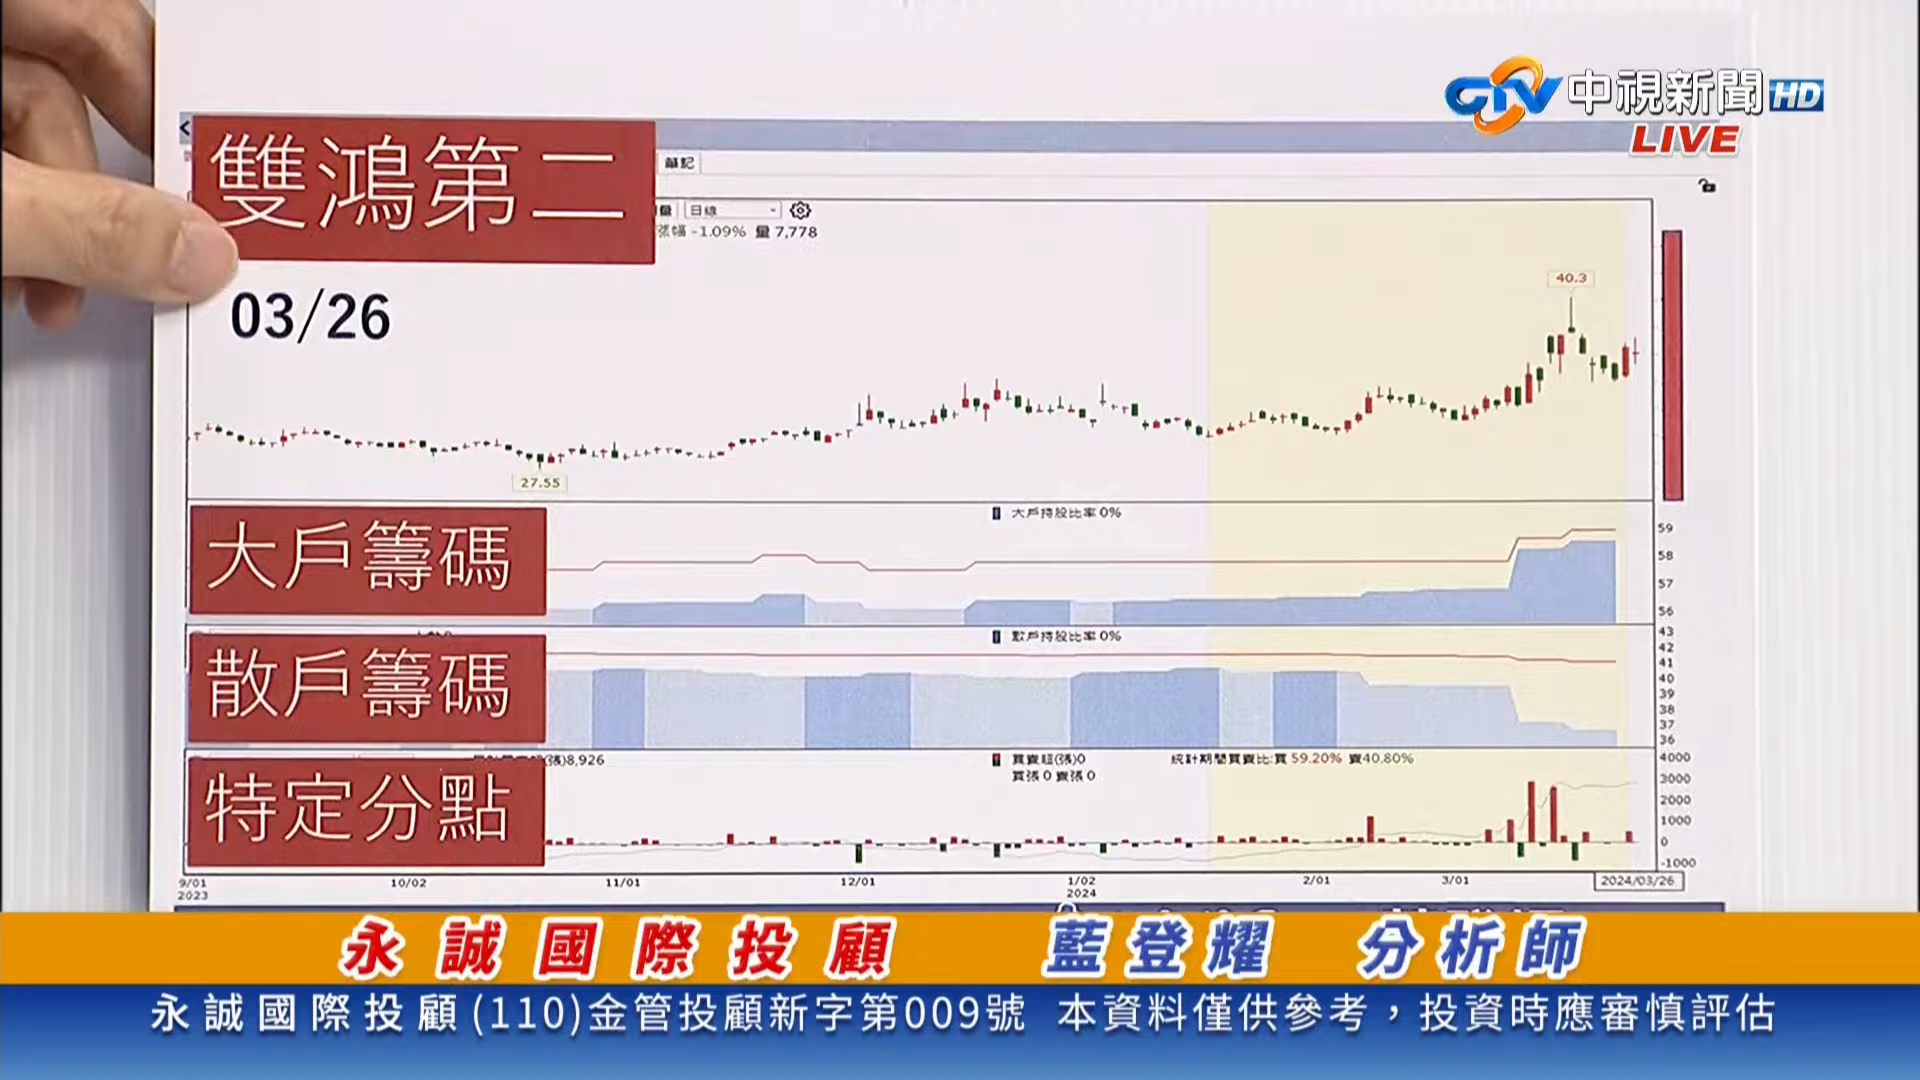 CTV中視新聞HD
LIVE
雙鴻第二
筆記
量 日線
張幅 -1.09% 量 7,778
03/26
40.3
27.55
大戶持股比率 0%
大戶籌碼
59
58
57
56
散戶持股比率 0%
散戶籌碼
43
42
41
40
39
38
37
36
(張)8,926
買賣超(張)0
買張 0 賣張 0
統計期間買賣比:買 59.20% 賣40.80%
特定分點
4000
3000
2000
1000
0
-1000
9/01
2023
10/02
11/01
12/01
1/02
2024
2/01
3/01
2024/03/26
永誠國際投顧 藍登耀 分析師
永誠國際投顧(110)金管投顧新字第009號 本資料僅供參考，投資時應審慎評估